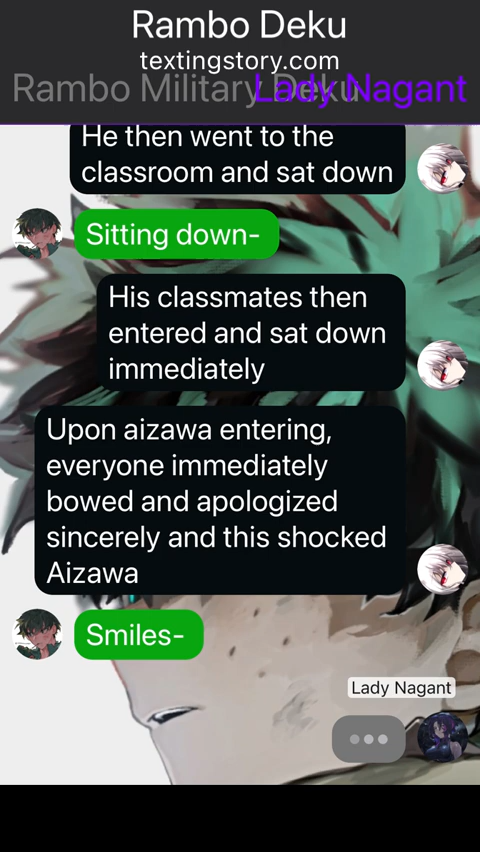 Rambo Deku
textingstory.com
Rambo Military Deku
Lady Nagant
He then went to the
classroom and sat down
Sitting down-
His classmates then
entered and sat down
immediately
Upon aizawa entering,
everyone immediately
bowed and apologized
sincerely and this shocked
Aizawa
Smiles-
Lady Nagant